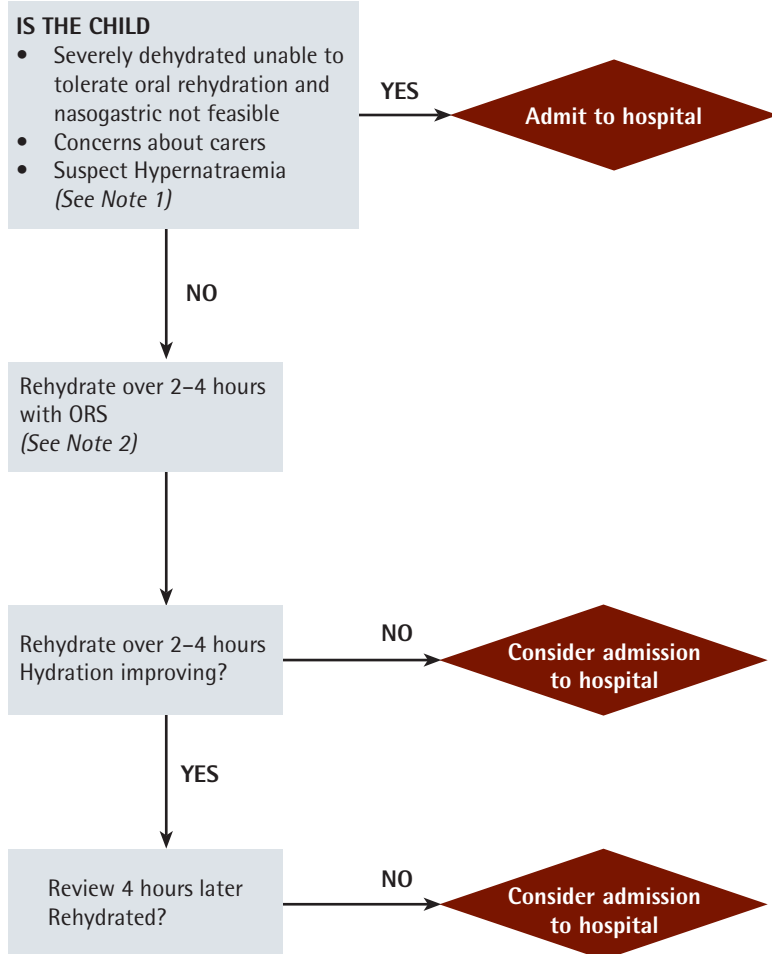 IS THE CHILD
• Severely dehydrated unable to
tolerate oral rehydration and
nasogastric not feasible
• Concerns about carers
• Suspect Hypernatraemia
(See Note 1)
YES
Admit to hospital
NO
Rehydrate over 2–4 hours
with ORS
(See Note 2)
Rehydrate over 2–4 hours
Hydration improving?
NO
Consider admission
to hospital
YES
Review 4 hours later
Rehydrated?
NO
Consider admission
to hospital